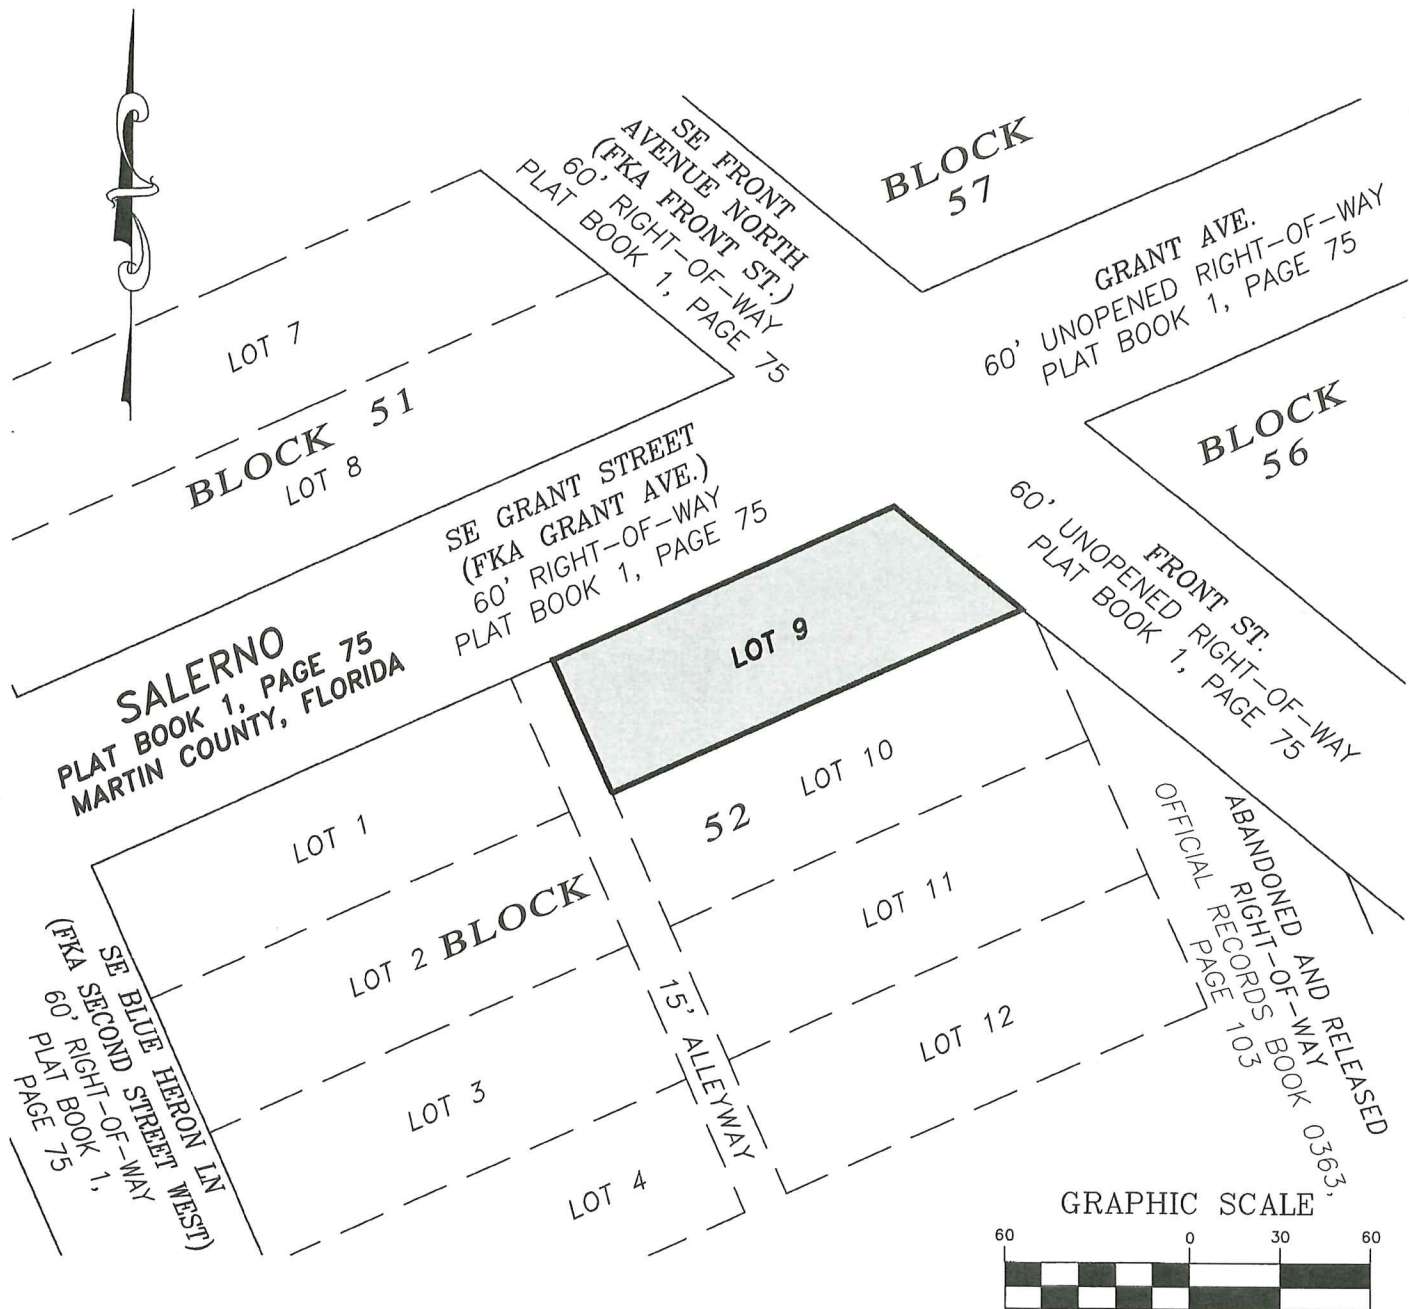 SE FRONT
AVENUE NORTH
(FKA FRONT ST.)
60' RIGHT-OF-WAY
PLAT BOOK 1, PAGE 75
BLOCK
57
GRANT AVE.
60' UNOPENED RIGHT-OF-WAY
PLAT BOOK 1, PAGE 75
LOT 7
BLOCK 51
LOT 8
BLOCK
56
SE GRANT STREET
(FKA GRANT AVE.)
60' RIGHT-OF-WAY
PLAT BOOK 1, PAGE 75
FRONT ST.
60' UNOPENED RIGHT-OF-WAY
PLAT BOOK 1, PAGE 75
SALERNO
PLAT BOOK 1, PAGE 75
MARTIN COUNTY, FLORIDA
LOT 9
LOT 1
52
LOT 10
LOT 2
BLOCK
LOT 11
ABANDONED AND RELEASED
RIGHT-OF-WAY
OFFICIAL RECORDS BOOK 0363,
PAGE 103
SE BLUE HERON LN
(FKA SECOND STREET WEST)
60' RIGHT-OF-WAY
PLAT BOOK 1,
PAGE 75
LOT 3
15' ALLEYWAY
LOT 12
LOT 4
GRAPHIC SCALE
60 0 30 60